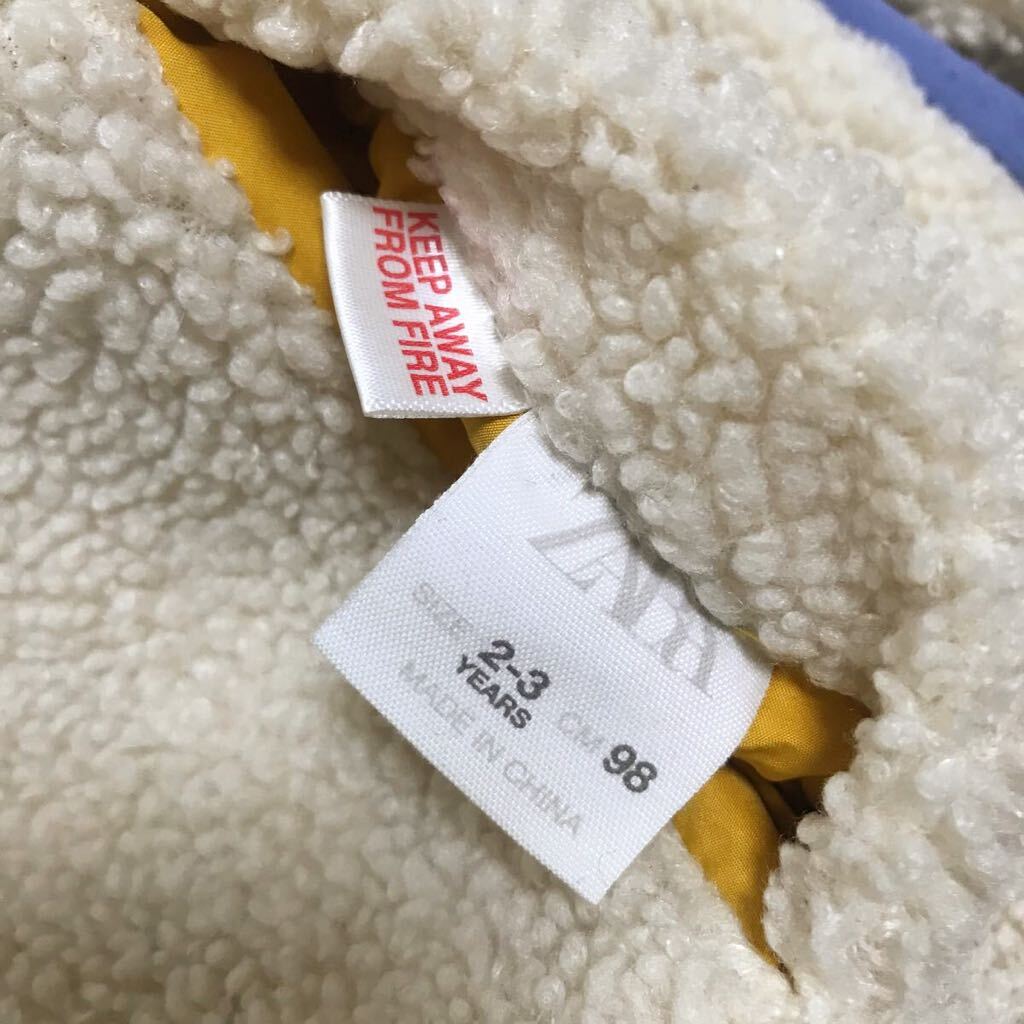 KEEP AWAY
FROM FIRE
ZARA
SIZE 2-3 CM 98
YEARS
MADE IN CHINA